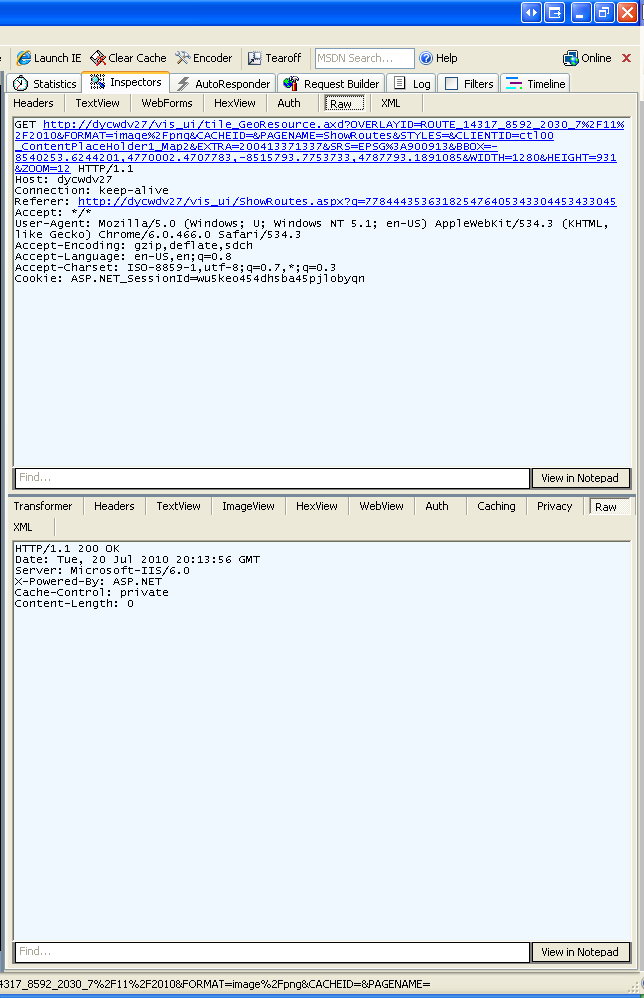 Launch IE Clear Cache Encoder Tearoff MSDN Search... Help Online
Statistics Inspectors AutoResponder Request Builder Log Filters Timeline
Headers TextView WebForms HexView Auth Raw XML
GET http://dycwdv27/vis_ui/tile_GeoResource.axd?OVERLAYID=ROUTE_14317_8592_2030_7%2F11%
2F2010&FORMAT=image%2Fpng&CACHEID=&PAGENAME=ShowRoutes&STYLES=&CLIENTID=ctl00
_ContentPlaceHolder1_Map2&EXTRA=200413371337&SRS=EPSG%3A900913&BBOX=-
8540253.6244201,4770002.4707783,-8515793.7753733,4787793.1891085&WIDTH=1280&HEIGHT=931
&ZOOM=12 HTTP/1.1
Host: dycwdv27
Connection: keep-alive
Referer: http://dycwdv27/vis_ui/ShowRoutes.aspx?q=778444353631825476405343304453433045
Accept: */*
User-Agent: Mozilla/5.0 (Windows; U; Windows NT 5.1; en-US) AppleWebKit/534.3 (KHTML,
like Gecko) Chrome/6.0.466.0 Safari/534.3
Accept-Encoding: gzip,deflate,sdch
Accept-Language: en-US,en;q=0.8
Accept-Charset: ISO-8859-1,utf-8;q=0.7,*;q=0.3
Cookie: ASP.NET_SessionId=wu5keo454dhsba45pjlobyqn
Find... View in Notepad
Transformer Headers TextView ImageView HexView WebView Auth Caching Privacy Raw
XML
HTTP/1.1 200 OK
Date: Tue, 20 Jul 2010 20:13:56 GMT
Server: Microsoft-IIS/6.0
X-Powered-By: ASP.NET
Cache-Control: private
Content-Length: 0
Find... View in Notepad
4317_8592_2030_7%2F11%2F2010&FORMAT=image%2Fpng&CACHEID=&PAGENAME=